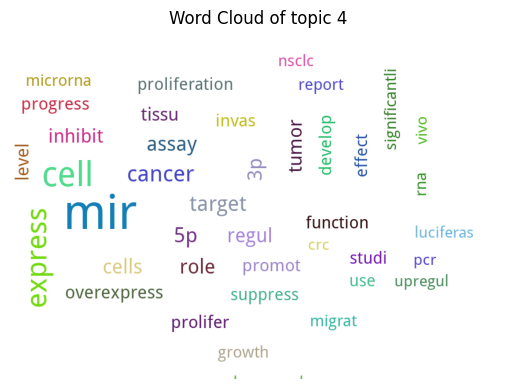 Word Cloud of topic 4
nsclc
microrna
proliferation
report
significantli
progress
tissu
invas
vivo
inhibit
assay
tumor
develop
effect
level
cell
cancer
3p
rna
mir
target
express
5p
regul
function
luciferas
crc
cells
role
promot
studi
pcr
overexpress
suppress
use
upregul
prolifer
migrat
growth